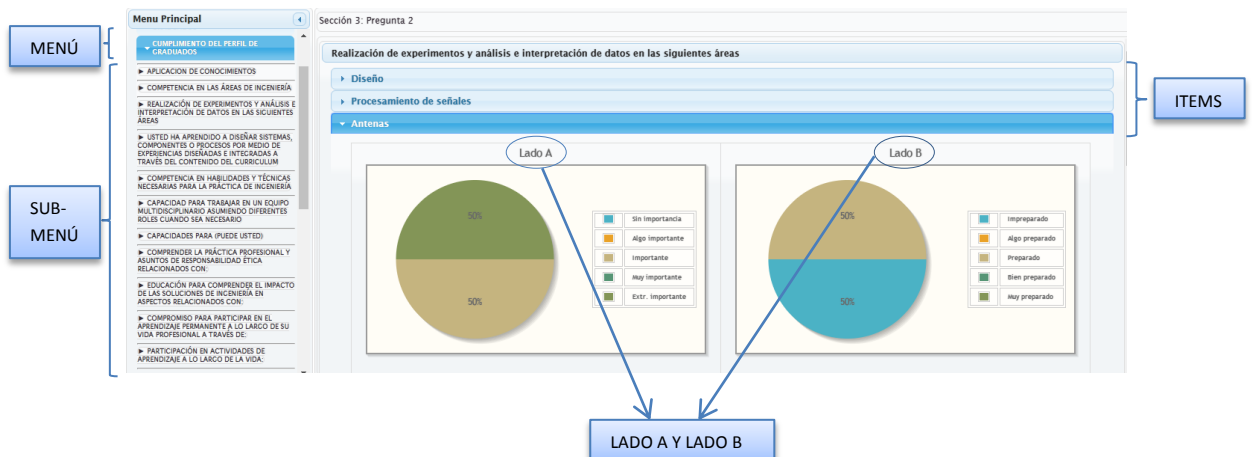 Menu Principal
Sección 3: Pregunta 2
MENÚ
CUMPLIMIENTO DEL PERFIL DE
GRADUADOS
SUB-
MENÚ
► APLICACION DE CONOCIMIENTOS
► COMPETENCIA EN LAS ÁREAS DE INGENIERÍA
► REALIZACIÓN DE EXPERIMENTOS Y ANÁLISIS E
INTERPRETACIÓN DE DATOS EN LAS SIGUIENTES
ÁREAS
► USTED HA APRENDIDO A DISEÑAR SISTEMAS,
COMPONENTES O PROCESOS POR MEDIO DE
EXPERIENCIAS DISEÑADAS E INTEGRADAS A
TRAVÉS DEL CONTENIDO DEL CURRICULUM
► COMPETENCIA EN HABILIDADES Y TÉCNICAS
NECESARIAS PARA LA PRÁCTICA DE INGENIERÍA
► CAPACIDAD PARA TRABAJAR EN UN EQUIPO
MULTIDISCIPLINARIO ASUMIENDO DIFERENTES
ROLES CUANDO SEA NECESARIO
► CAPACIDADES PARA (PUEDE USTED)
► COMPRENDER LA PRÁCTICA PROFESIONAL Y
ASUNTOS DE RESPONSABILIDAD ÉTICA
RELACIONADOS CON:
► EDUCACIÓN PARA COMPRENDER EL IMPACTO
DE LAS SOLUCIONES DE INGENIERÍA EN
ASPECTOS RELACIONADOS CON:
► COMPROMISO PARA PARTICIPAR EN EL
APRENDIZAJE PERMANENTE A LO LARGO DE SU
VIDA PROFESIONAL A TRAVÉS DE:
► PARTICIPACIÓN EN ACTIVIDADES DE
APRENDIZAJE A LO LARGO DE LA VIDA:
Realización de experimentos y análisis e interpretación de datos en las siguientes áreas
Diseño
Procesamiento de señales
Antenas
ITEMS
Lado A
50%
50%
Sin importancia
Algo importante
Importante
Muy importante
Extr. Importante
Lado B
50%
50%
Impreparado
Algo preparado
Preparado
Bien preparado
Muy preparado
LADO A Y LADO B